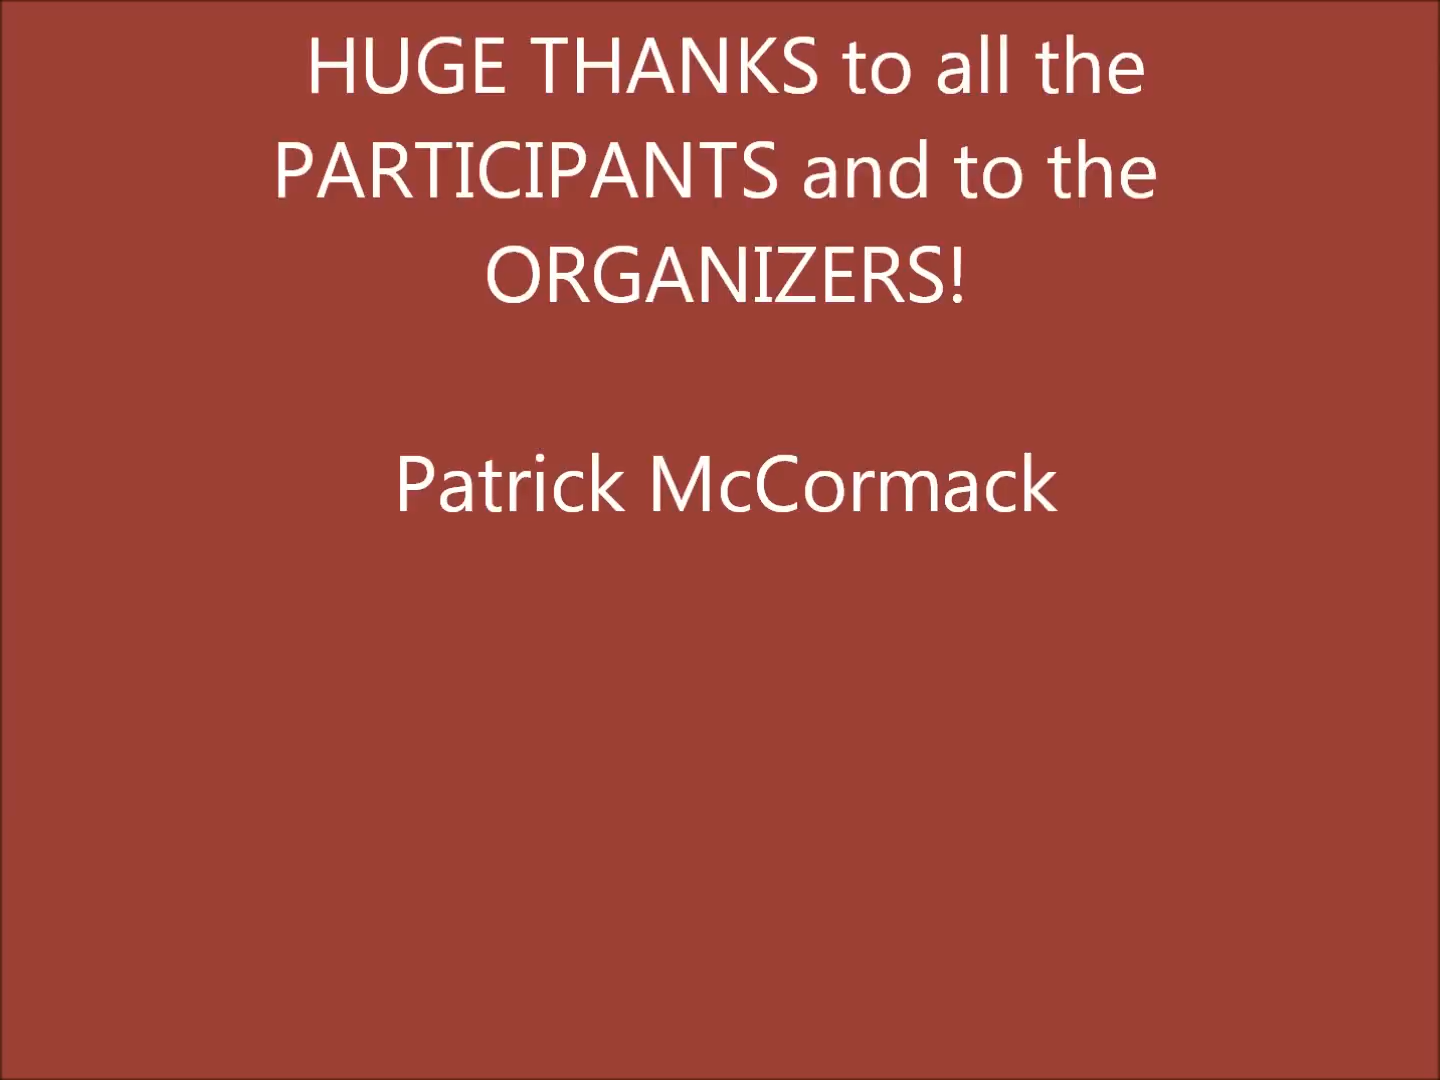 HUGE THANKS to all the
PARTICIPANTS and to the
ORGANIZERS!
Patrick McCormack